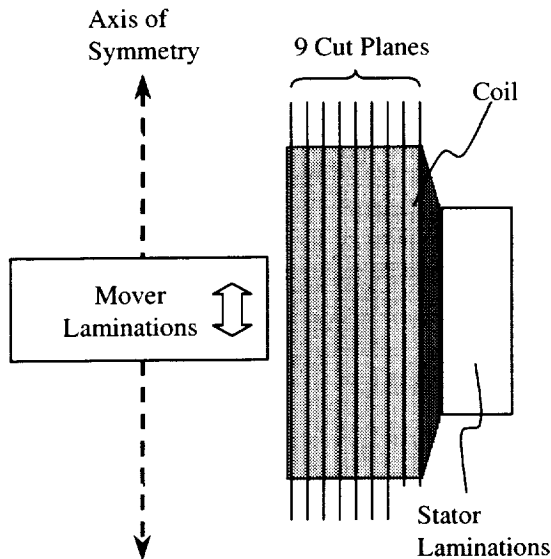 Axis of
Symmetry
9 Cut Planes
Coil
Mover
Laminations
Stator
Laminations